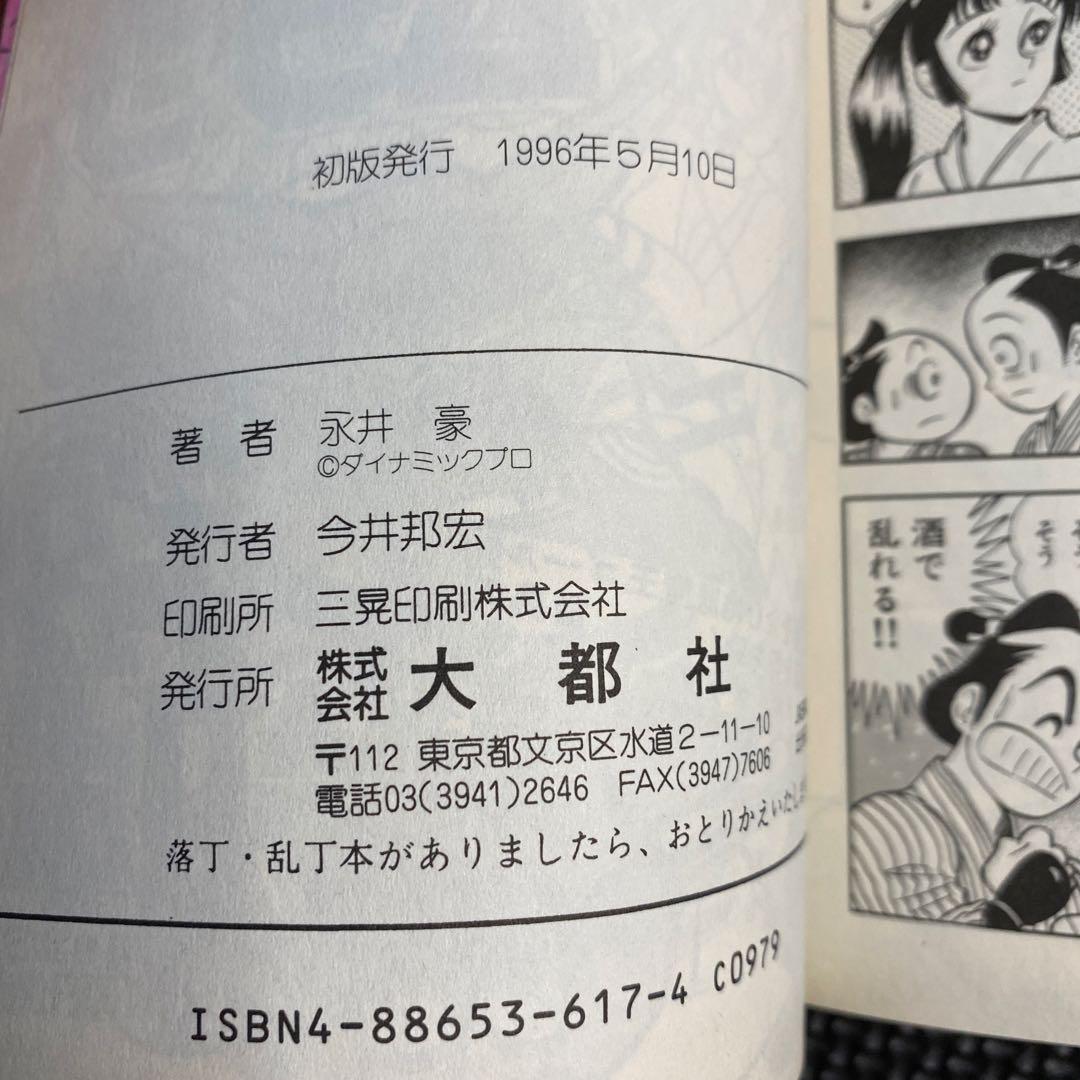 初版発行 1996年5月10日
著者 永井 豪
©ダイナミックプロ
発行者 今井邦宏
印刷所 三晃印刷株式会社
発行所 株式会社 大都社
〒112 東京都文京区水道2-11-10
電話03(3941)2646 FAX(3947)7606
落丁・乱丁本がありましたら、おとりかえいたしま
ISBN4-88653-617-4 C0979
そう
酒で
乱れる!!